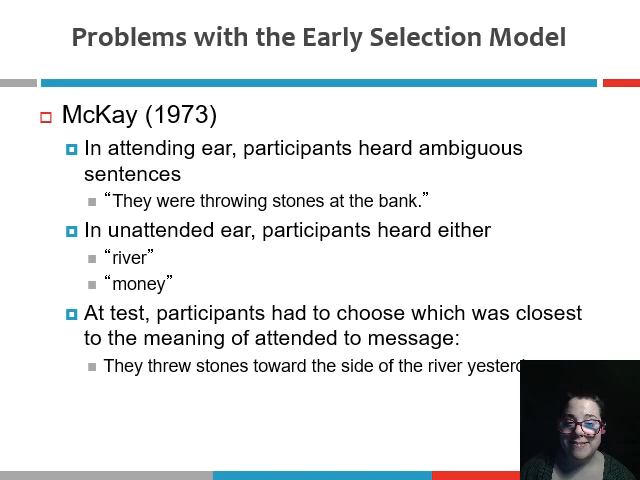 Problems with the Early Selection Model
McKay (1973)
In attending ear, participants heard ambiguous
sentences
“They were throwing stones at the bank.”
In unattended ear, participants heard either
“river”
“money”
At test, participants had to choose which was closest
to the meaning of attended to message:
They threw stones toward the side of the river